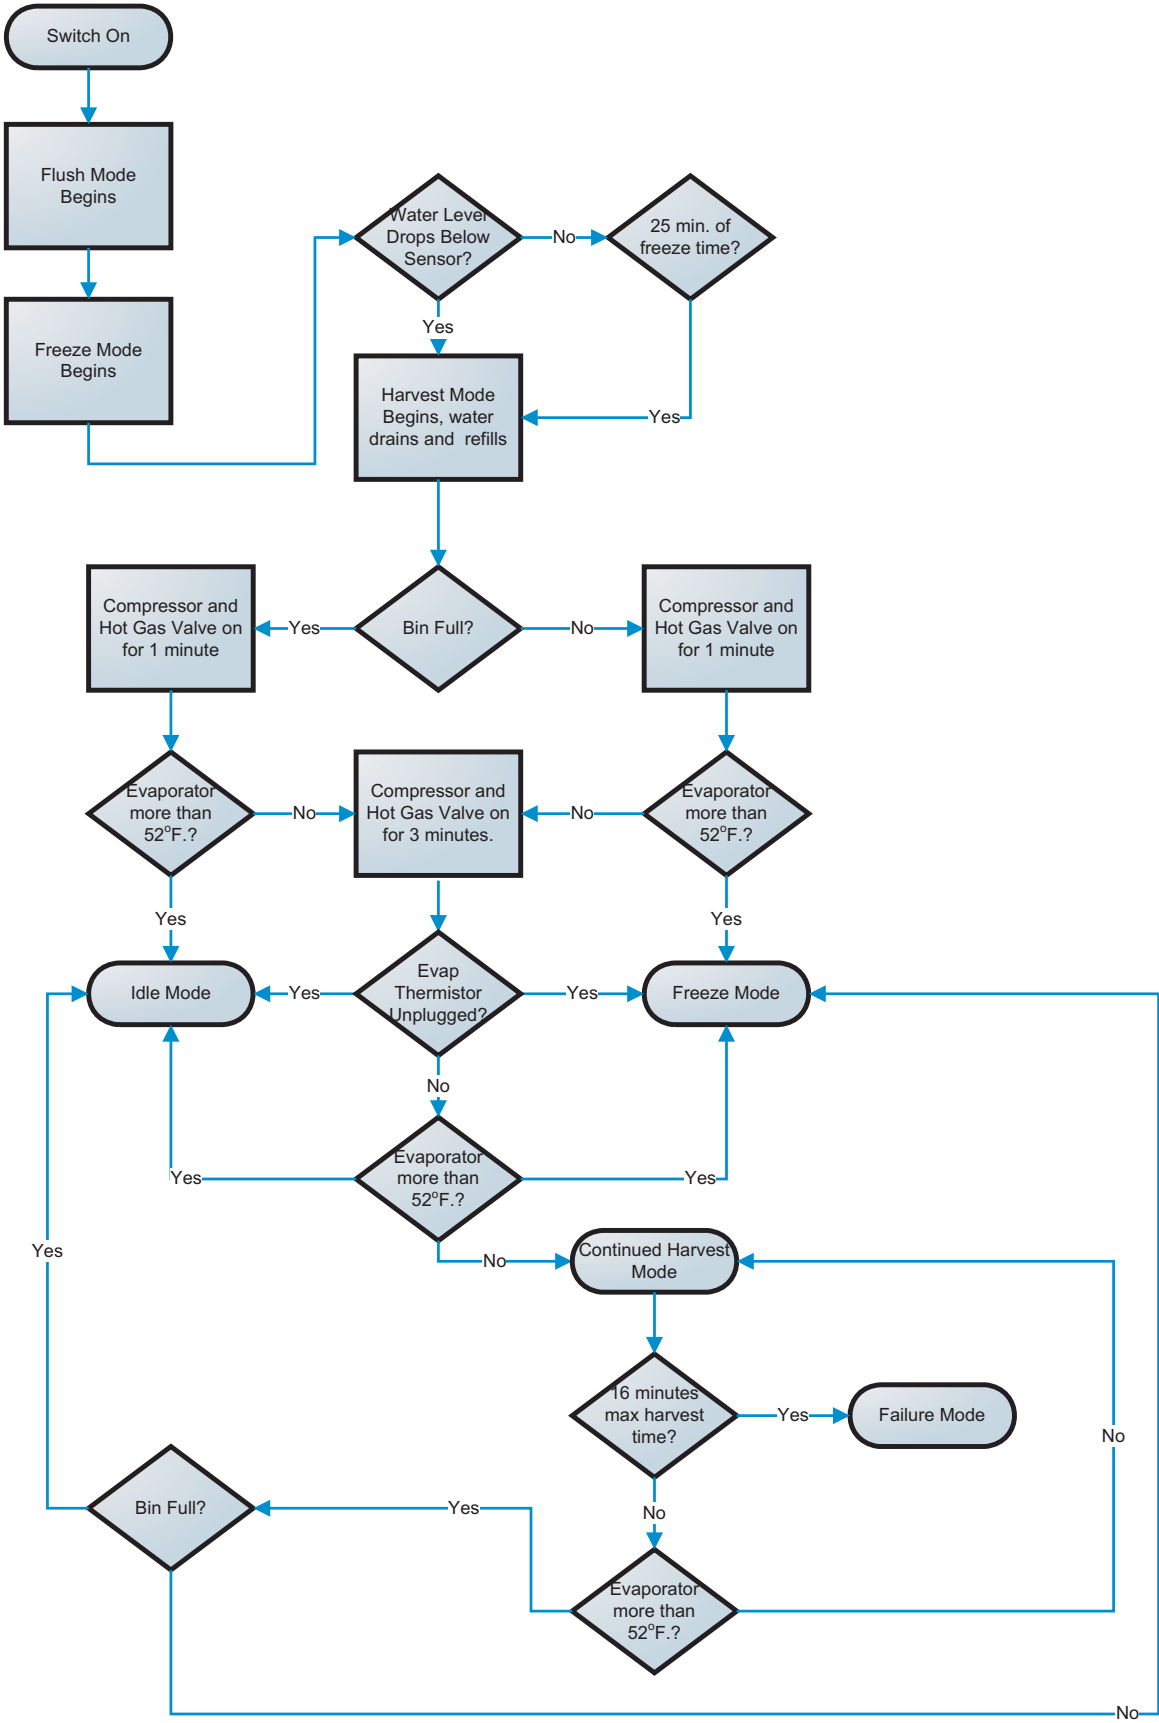 Switch On
Flush Mode
Begins
Freeze Mode
Begins
Water Level
Drops Below
Sensor?
No
25 min. of
freeze time?
Yes
Harvest Mode
Begins, water
drains and refills
Yes
Compressor and
Hot Gas Valve on
for 1 minute
Yes
Bin Full?
No
Compressor and
Hot Gas Valve on
for 1 minute
Evaporator
more than
52°F.?
No
Compressor and
Hot Gas Valve on
for 3 minutes.
No
Evaporator
more than
52°F.?
Yes
Yes
Idle Mode
Yes
Evap
Thermistor
Unplugged?
Yes
Freeze Mode
No
Yes
Evaporator
more than
52°F.?
Yes
Yes
No
Continued Harvest
Mode
16 minutes
max harvest
time?
Yes
Failure Mode
No
Bin Full?
Yes
No
Evaporator
more than
52°F.?
No